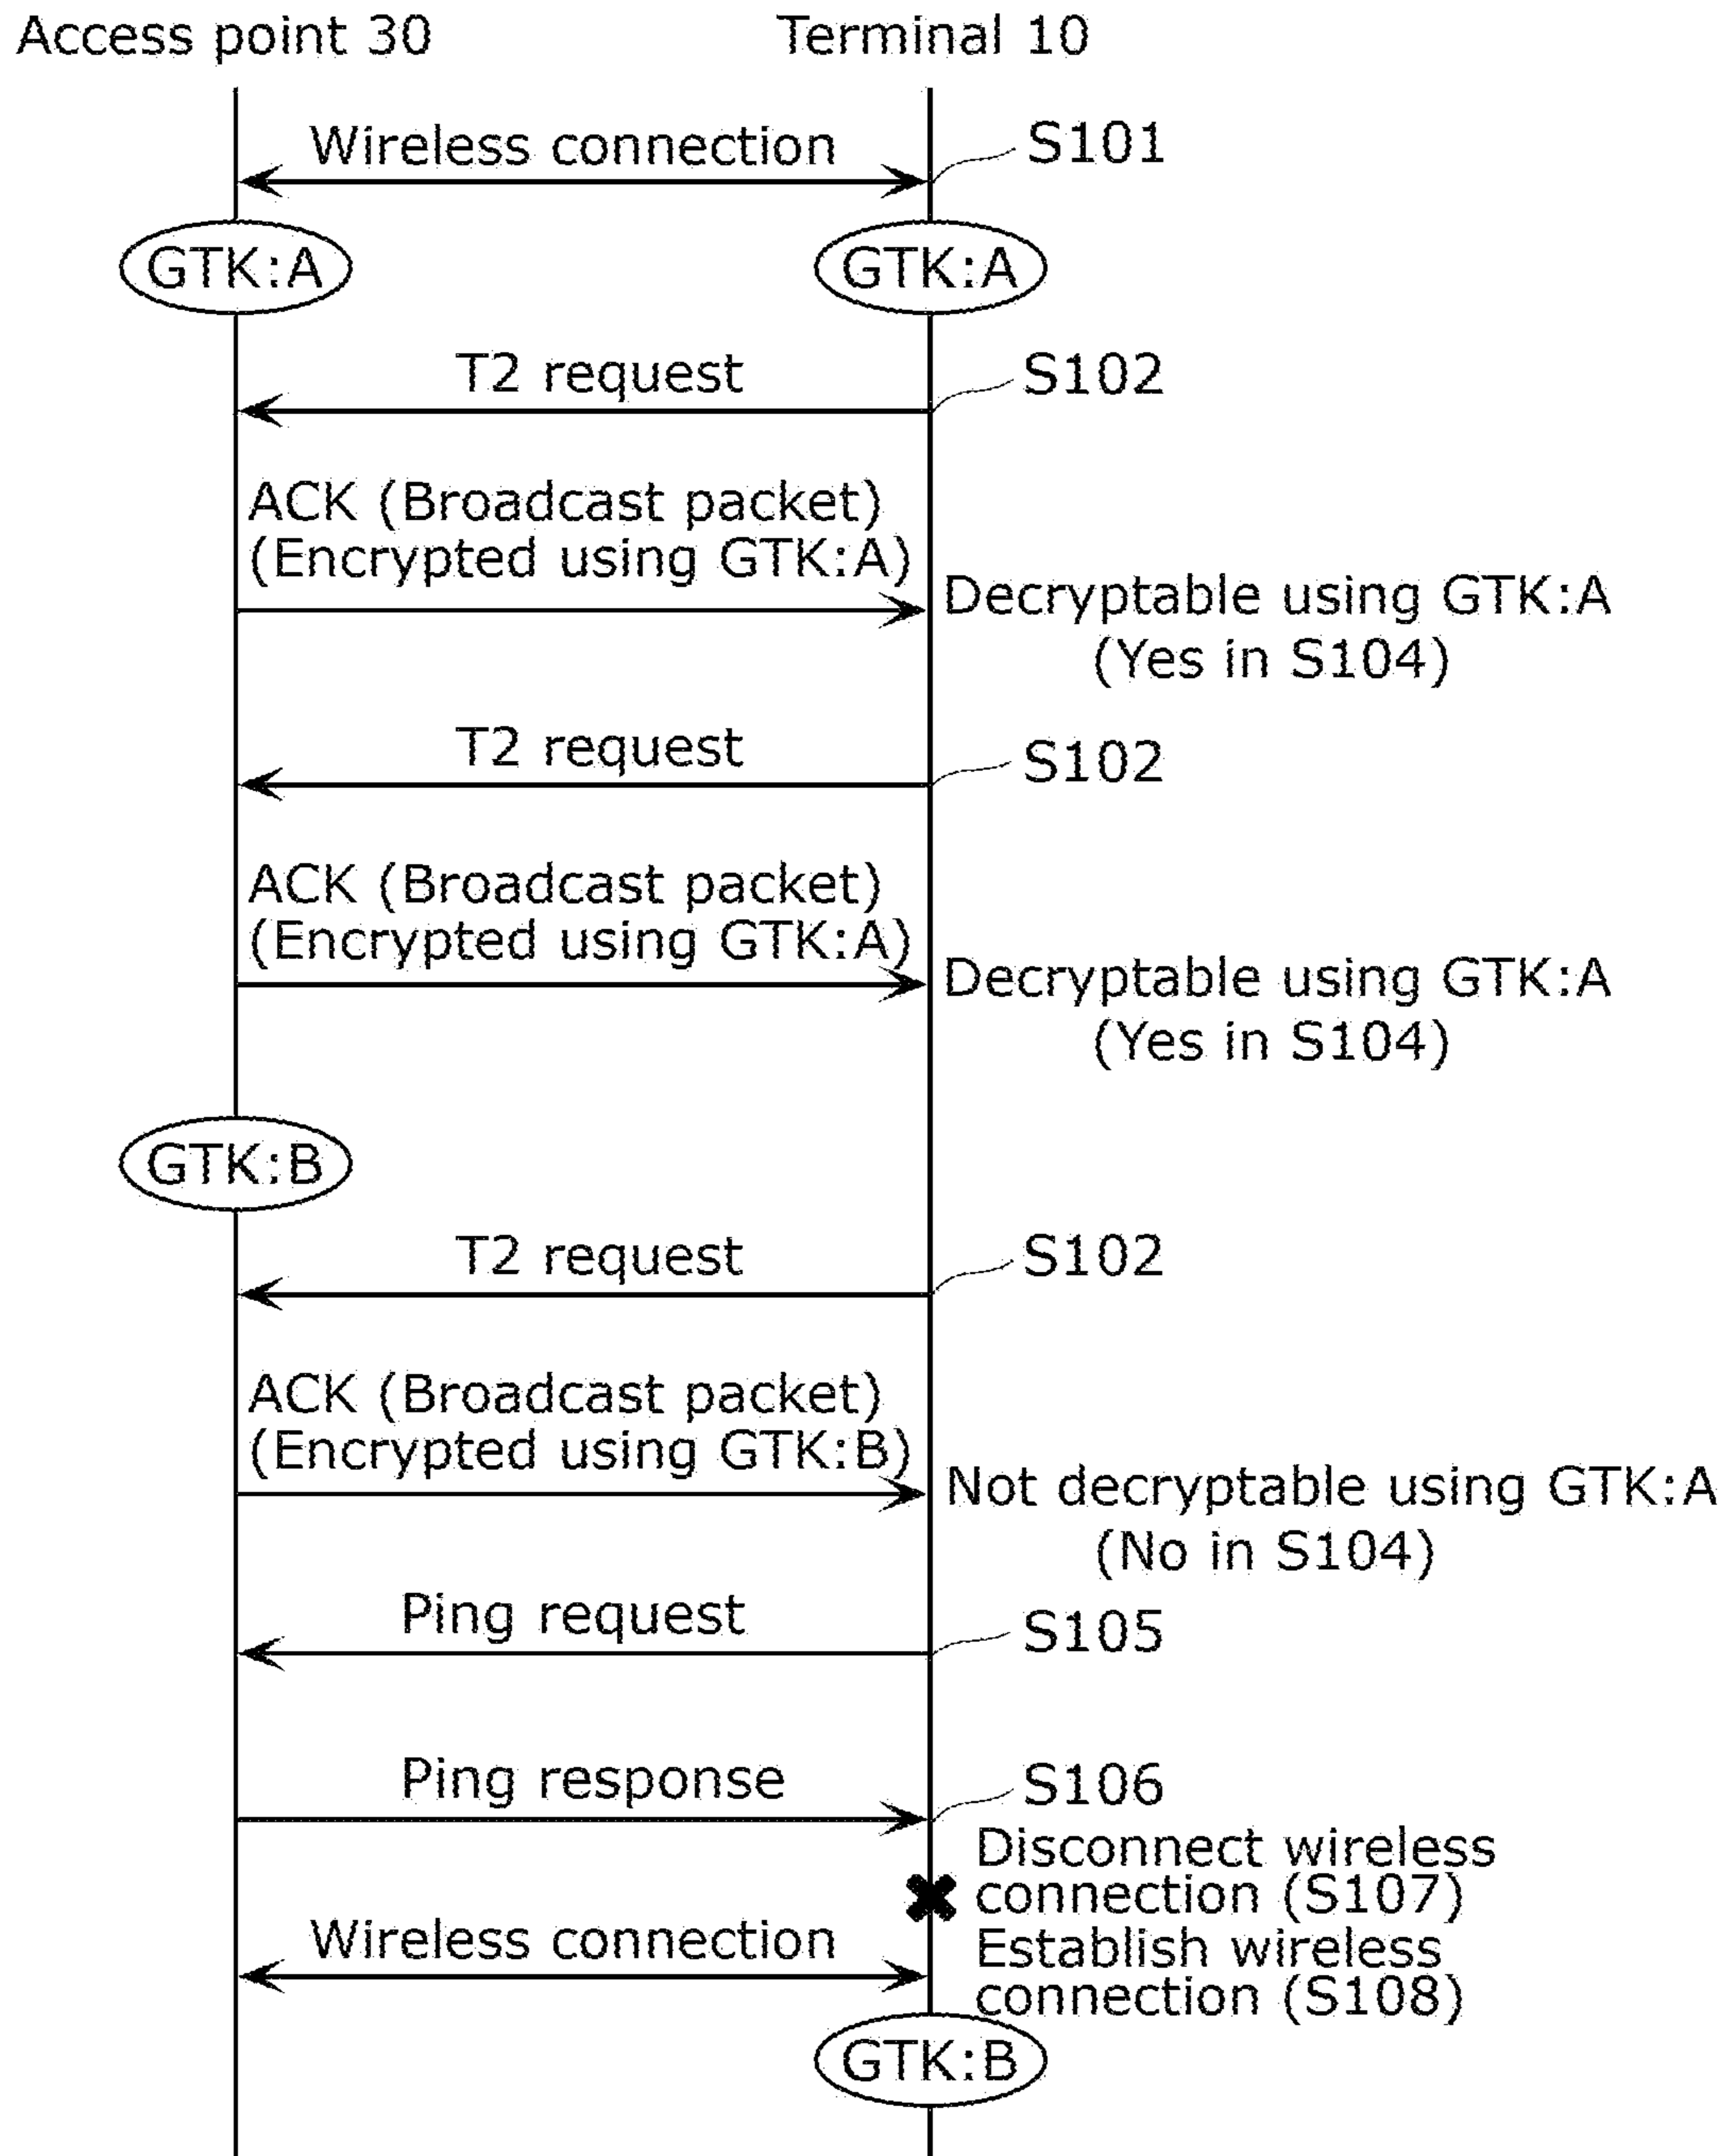 Access point 30
Terminal 10
Wireless connection
S101
GTK:A
GTK:A
T2 request
S102
ACK (Broadcast packet)
(Encrypted using GTK:A)
Decryptable using GTK:A
(Yes in S104)
T2 request
S102
ACK (Broadcast packet)
(Encrypted using GTK:A)
Decryptable using GTK:A
(Yes in S104)
GTK:B
T2 request
S102
ACK (Broadcast packet)
(Encrypted using GTK:B)
Not decryptable using GTK:A
(No in S104)
Ping request
S105
Ping response
S106
Disconnect wireless
connection (S107)
Wireless connection
Establish wireless
connection (S108)
GTK:B